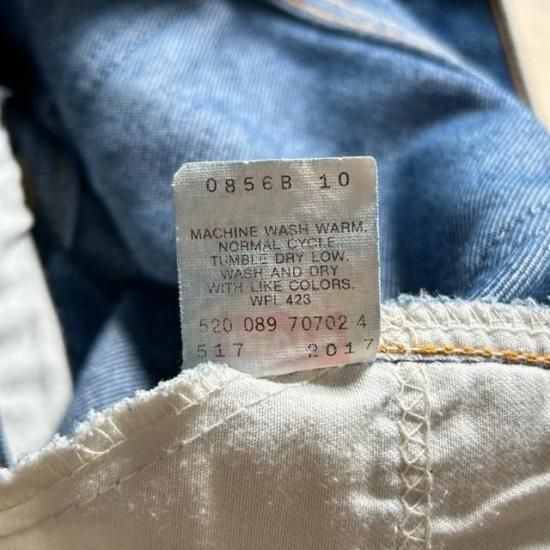 0856B 10
MACHINE WASH WARM.
NORMAL CYCLE.
TUMBLE DRY LOW.
WASH AND DRY
WITH LIKE COLORS.
WPL 423
520 089 70702 4
517 2017